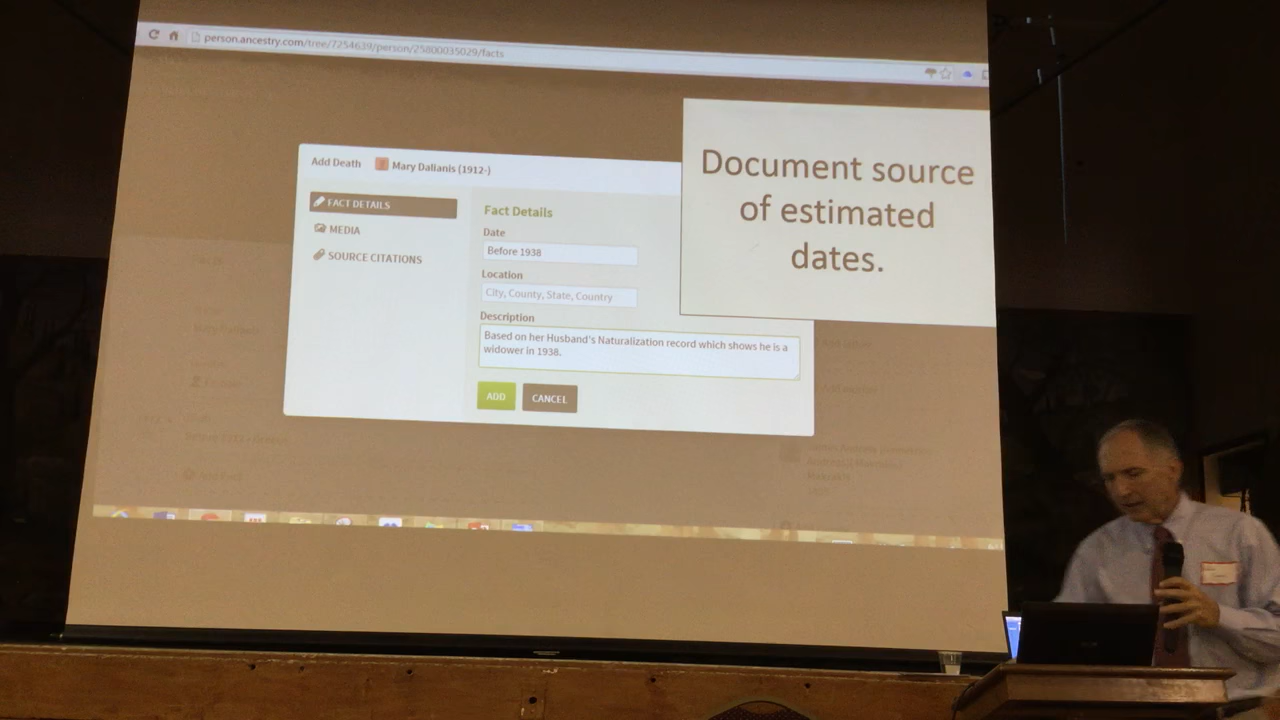 person.ancestry.com/tree/7254639/person/25800035029/facts
Add Death Mary Dalianis (1912-)
FACT DETAILS
MEDIA
SOURCE CITATIONS
Fact Details
Date
Before 1938
Location
City, County, State, Country
Description
Based on her Husband's Naturalization record which shows he is a
widower in 1938.
ADD CANCEL
Document source
of estimated
dates.